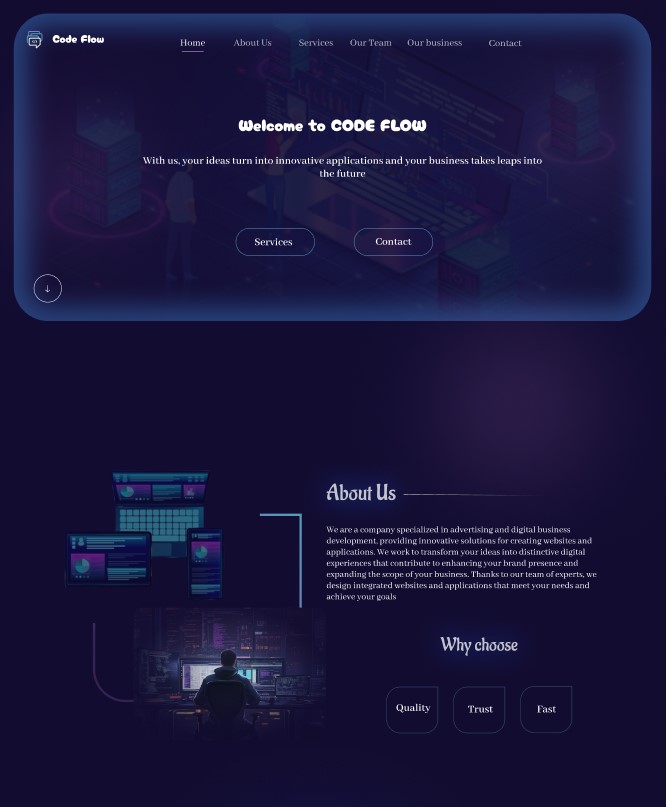 Code Flow
Home About Us Services Our Team Our business Contact
Welcome to CODE FLOW
With us, your ideas turn into innovative applications and your business takes leaps into
the future
Services Contact
About Us
We are a company specialized in advertising and digital business
development, providing innovative solutions for creating websites and
applications. We work to transform your ideas into distinctive digital
experiences that contribute to enhancing your brand presence and
expanding the scope of your business. Thanks to our team of experts, we
design integrated websites and applications that meet your needs and
achieve your goals
Why choose
Quality Trust Fast